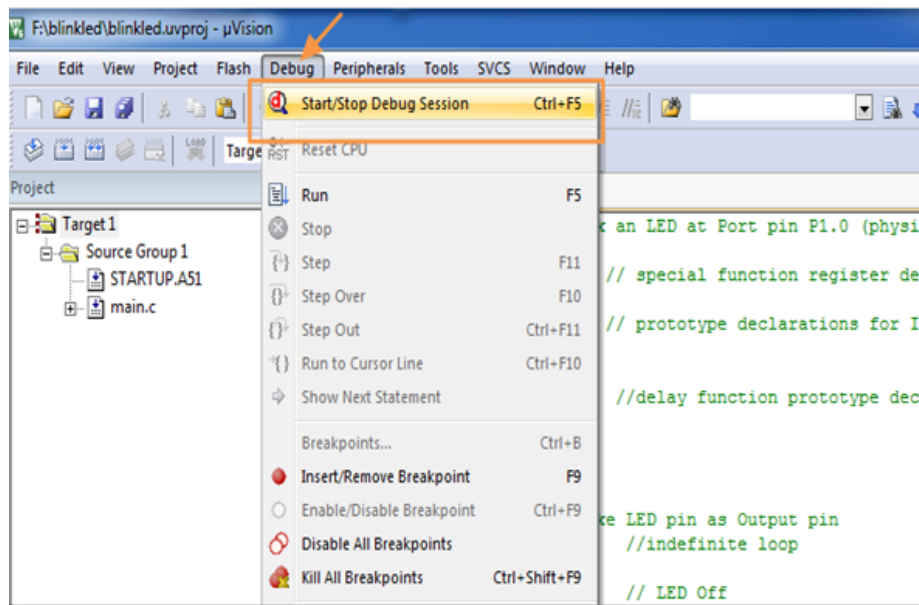 F:\blinkled\blinkled.uvproj - µVision
File Edit View Project Flash Debug Peripherals Tools SVCS Window Help
Start/Stop Debug Session Ctrl+F5
LOAD Targe
RST Reset CPU
Project
Run F5
Target 1
an LED at Port pin P1.0 (physi
Stop
Source Group 1
Step F11
// special function register de
STARTUP.A51
Step Over F10
main.c
Step Out Ctrl+F11
// prototype declarations for I
Run to Cursor Line Ctrl+F10
Show Next Statement
//delay function prototype dec
Breakpoints... Ctrl+B
Insert/Remove Breakpoint F9
Enable/Disable Breakpoint Ctrl+F9
ke LED pin as Output pin
Disable All Breakpoints
//indefinite loop
Kill All Breakpoints Ctrl+Shift+F9
// LED Off